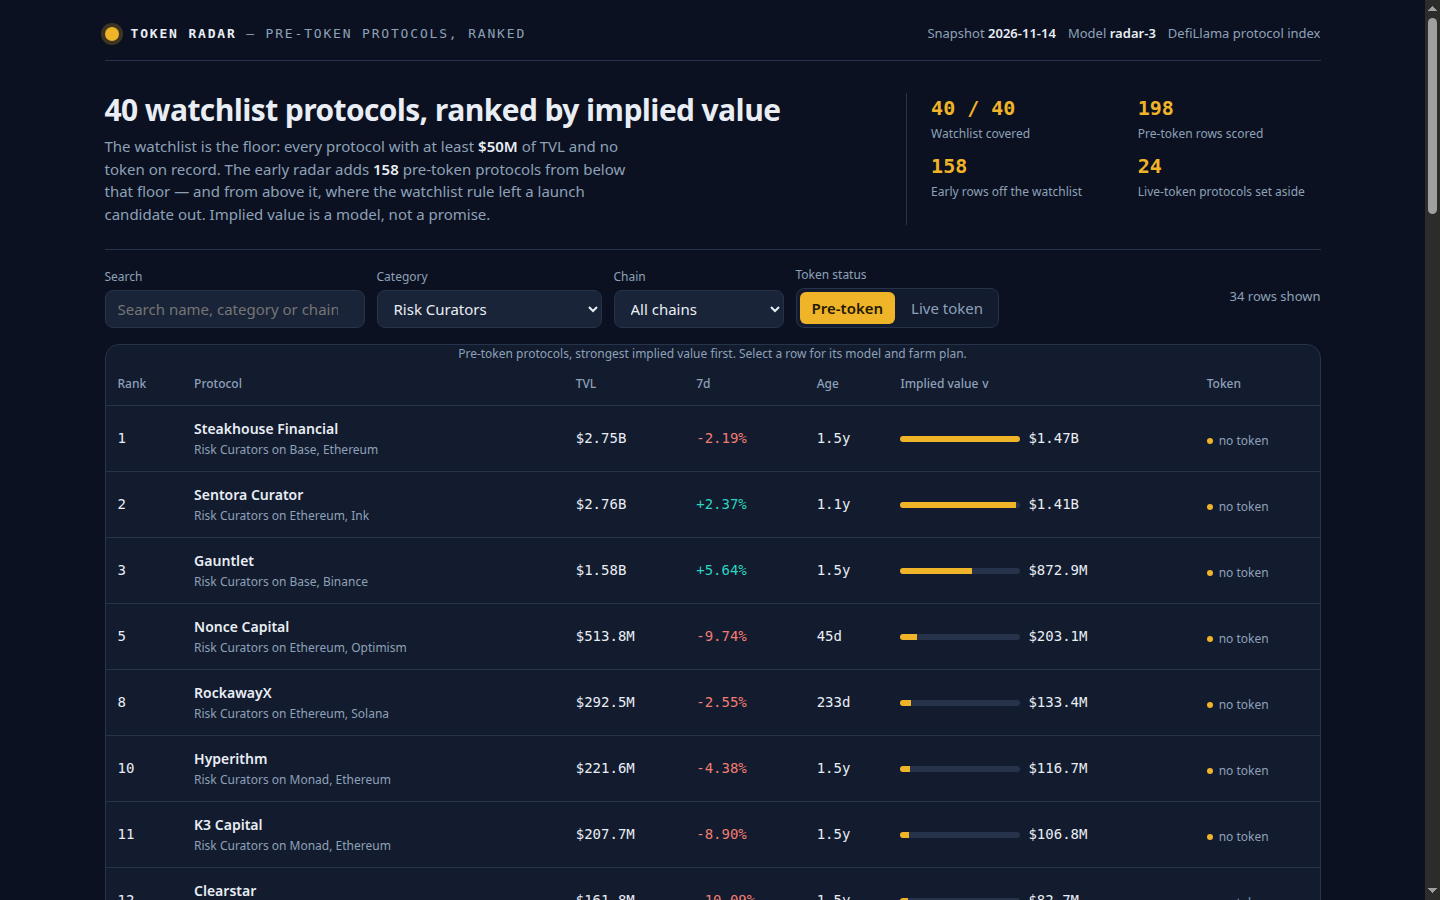 TOKEN RADAR — PRE-TOKEN PROTOCOLS, RANKED
Snapshot 2026-11-14 Model radar-3 DefiLlama protocol index
40 watchlist protocols, ranked by implied value
The watchlist is the floor: every protocol with at least $50M of TVL and no
token on record. The early radar adds 158 pre-token protocols from below
that floor — and from above it, where the watchlist rule left a launch
candidate out. Implied value is a model, not a promise.
40 / 40
Watchlist covered
198
Pre-token rows scored
158
Early rows off the watchlist
24
Live-token protocols set aside
Search
Category
Chain
Token status
Search name, category or chain
Risk Curators
All chains
Pre-token
Live token
34 rows shown
Pre-token protocols, strongest implied value first. Select a row for its model and farm plan.
Rank Protocol TVL 7d Age Implied value v Token
1 Steakhouse Financial $2.75B -2.19% 1.5y $1.47B no token
Risk Curators on Base, Ethereum
2 Sentora Curator $2.76B +2.37% 1.1y $1.41B no token
Risk Curators on Ethereum, Ink
3 Gauntlet $1.58B +5.64% 1.5y $872.9M no token
Risk Curators on Base, Binance
5 Nonce Capital $513.8M -9.74% 45d $203.1M no token
Risk Curators on Ethereum, Optimism
8 RockawayX $292.5M -2.55% 233d $133.4M no token
Risk Curators on Ethereum, Solana
10 Hyperithm $221.6M -4.38% 1.5y $116.7M no token
Risk Curators on Monad, Ethereum
11 K3 Capital $207.7M -8.90% 1.5y $106.8M no token
Risk Curators on Monad, Ethereum
Clearstar